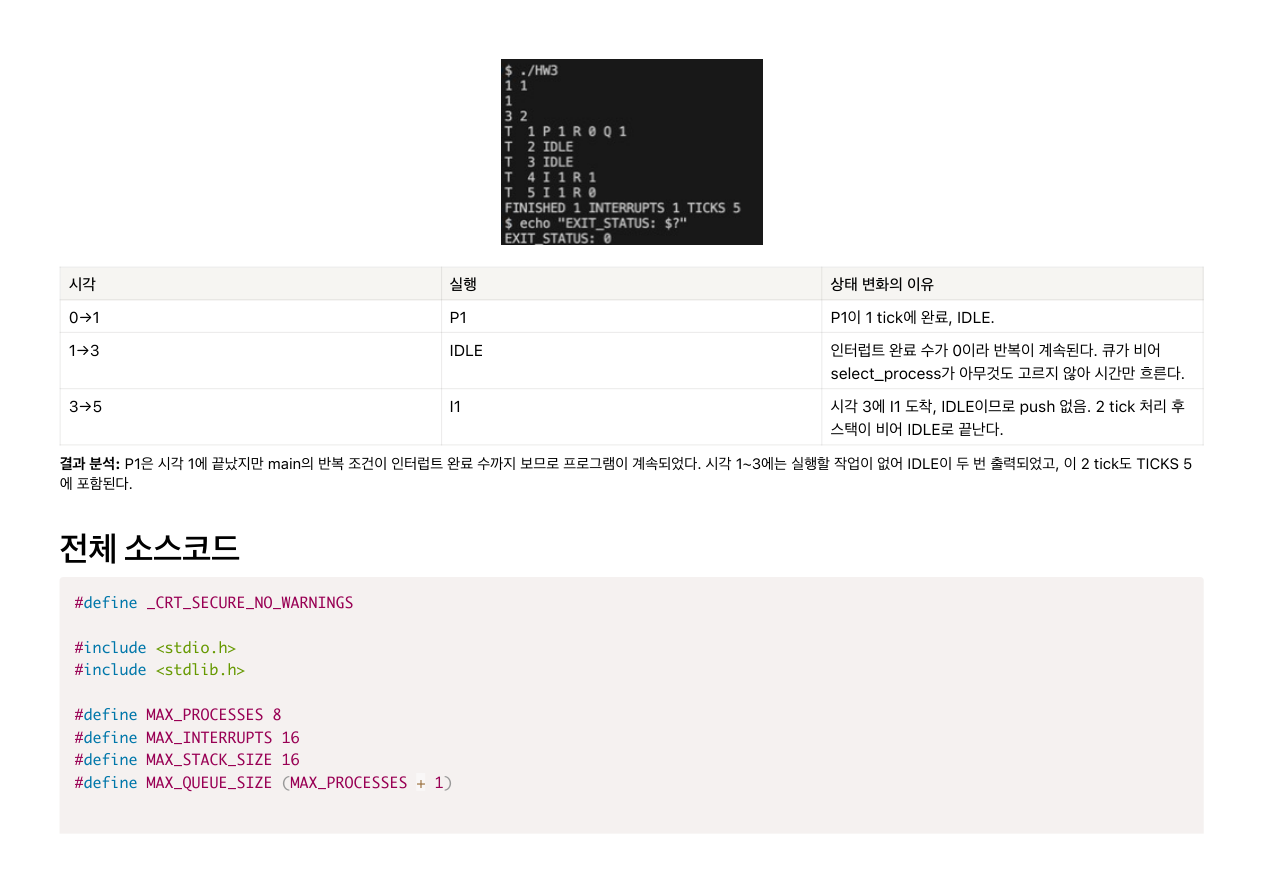 $ ./HW3
1 1
1
3 2
T  1 P 1 R 0 Q 1
T  2 IDLE
T  3 IDLE
T  4 I 1 R 1
T  5 I 1 R 0
FINISHED 1 INTERRUPTS 1 TICKS 5
$ echo "EXIT_STATUS: $?"
EXIT_STATUS: 0
시각 실행 상태 변화의 이유
0→1 P1 P1이 1 tick에 완료, IDLE.
1→3 IDLE 인터럽트 완료 수가 0이라 반복이 계속된다. 큐가 비어
select_process가 아무것도 고르지 않아 시간만 흐른다.
3→5 I1 시각 3에 I1 도착, IDLE이므로 push 없음. 2 tick 처리 후
스택이 비어 IDLE로 끝난다.
결과 분석: P1은 시각 1에 끝났지만 main의 반복 조건이 인터럽트 완료 수까지 보므로 프로그램이 계속되었다. 시각 1~3에는 실행할 작업이 없어 IDLE이 두 번 출력되었고, 이 2 tick도 TICKS 5
에 포함된다.
전체 소스코드
#define _CRT_SECURE_NO_WARNINGS
#include <stdio.h>
#include <stdlib.h>
#define MAX_PROCESSES 8
#define MAX_INTERRUPTS 16
#define MAX_STACK_SIZE 16
#define MAX_QUEUE_SIZE (MAX_PROCESSES + 1)